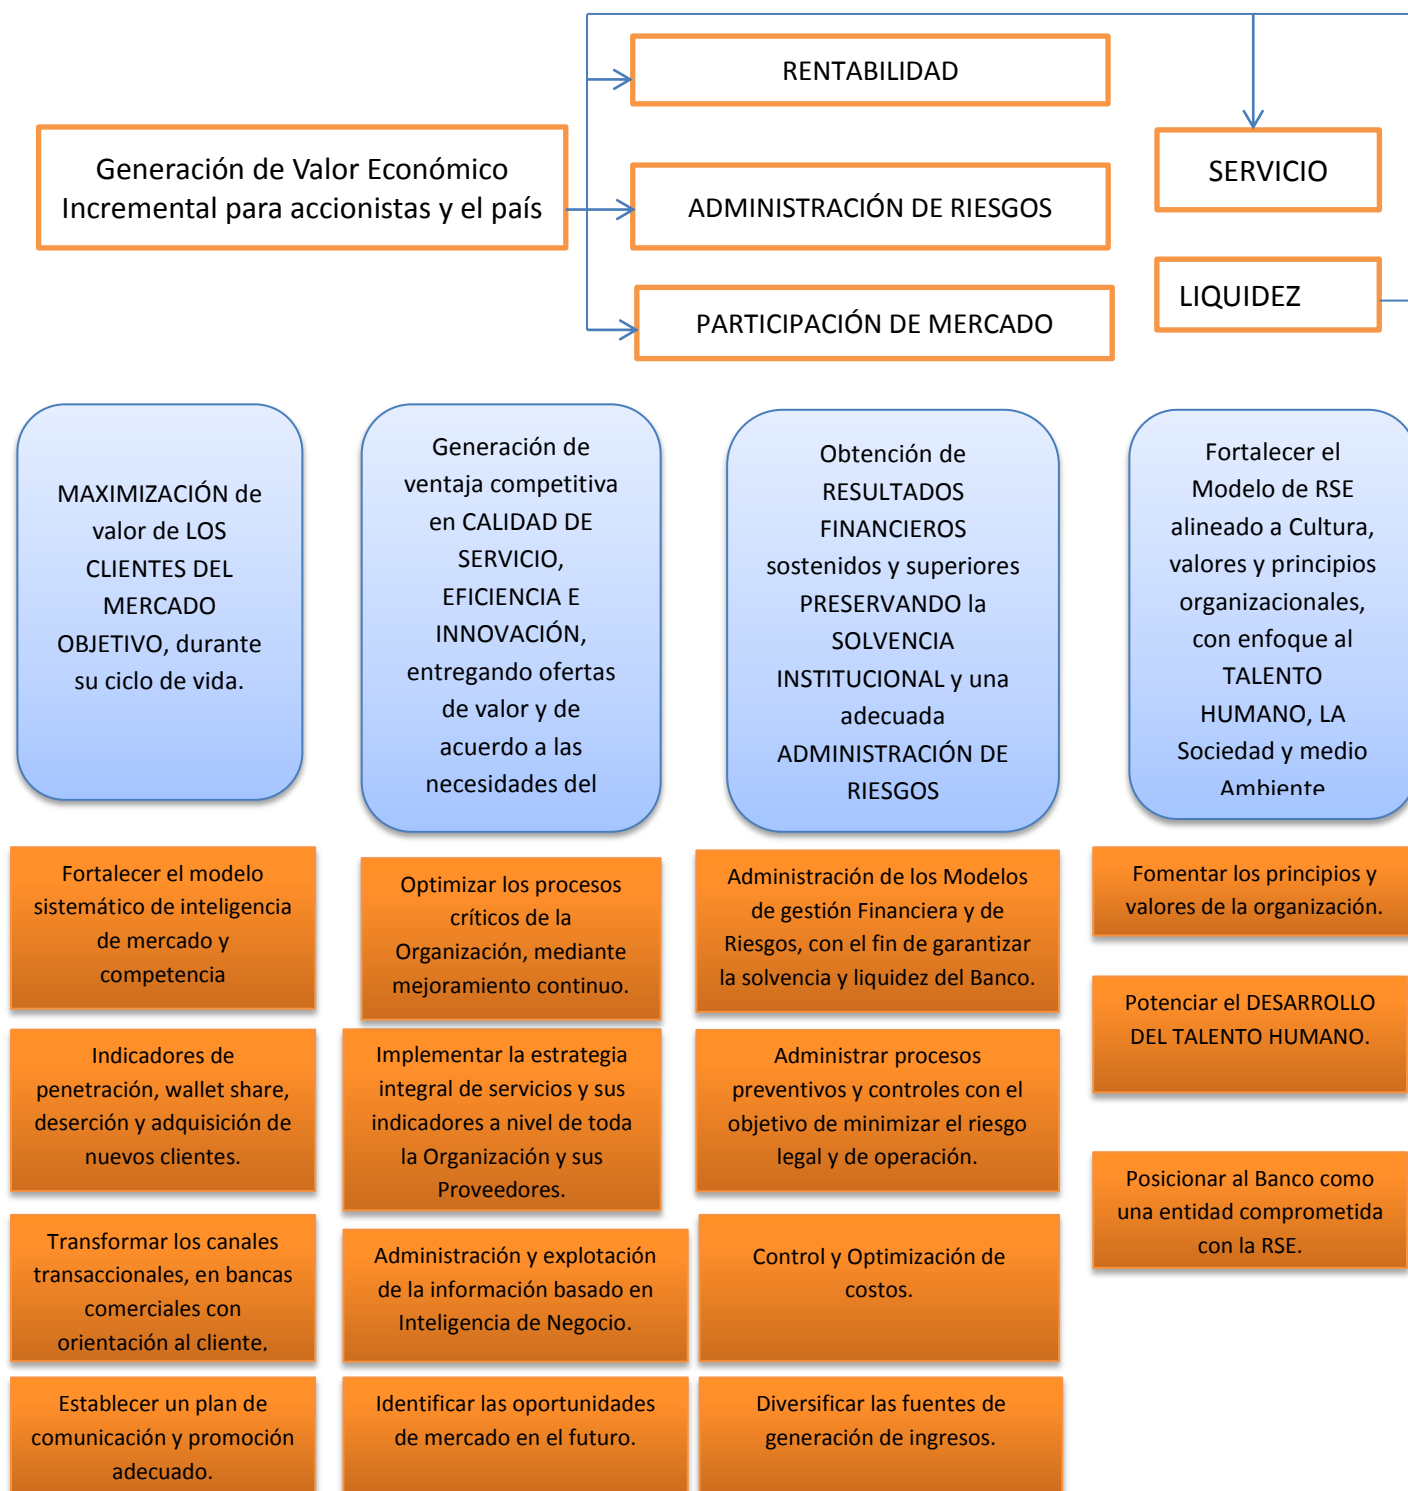 RENTABILIDAD
Generación de Valor Económico
Incremental para accionistas y el país
ADMINISTRACIÓN DE RIESGOS
PARTICIPACIÓN DE MERCADO
SERVICIO
LIQUIDEZ
MAXIMIZACIÓN de
valor de LOS
CLIENTES DEL
MERCADO
OBJETIVO, durante
su ciclo de vida.
Generación de
ventaja competitiva
en CALIDAD DE
SERVICIO,
EFICIENCIA E
INNOVACIÓN,
entregando ofertas
de valor y de
acuerdo a las
necesidades del
Obtención de
RESULTADOS
FINANCIEROS
sostenidos y superiores
PRESERVANDO la
SOLVENCIA
INSTITUCIONAL y una
adecuada
ADMINISTRACIÓN DE
RIESGOS
Fortalecer el
Modelo de RSE
alineado a Cultura,
valores y principios
organizacionales,
con enfoque al
TALENTO
HUMANO, LA
Sociedad y medio
Ambiente
Fortalecer el modelo
sistemático de inteligencia
de mercado y
competencia
Indicadores de
penetración, wallet share,
deserción y adquisición de
nuevos clientes.
Transformar los canales
transaccionales, en bancas
comerciales con
orientación al cliente.
Establecer un plan de
comunicación y promoción
adecuado.
Optimizar los procesos
críticos de la
Organización, mediante
mejoramiento continuo.
Implementar la estrategia
integral de servicios y sus
indicadores a nivel de toda
la Organización y sus
Proveedores.
Administración y explotación
de la información basado en
Inteligencia de Negocio.
Identificar las oportunidades
de mercado en el futuro.
Administración de los Modelos
de gestión Financiera y de
Riesgos, con el fin de garantizar
la solvencia y liquidez del Banco.
Administrar procesos
preventivos y controles con el
objetivo de minimizar el riesgo
legal y de operación.
Control y Optimización de
costos.
Diversificar las fuentes de
generación de ingresos.
Fomentar los principios y
valores de la organización.
Potenciar el DESARROLLO
DEL TALENTO HUMANO.
Posicionar al Banco como
una entidad comprometida
con la RSE.